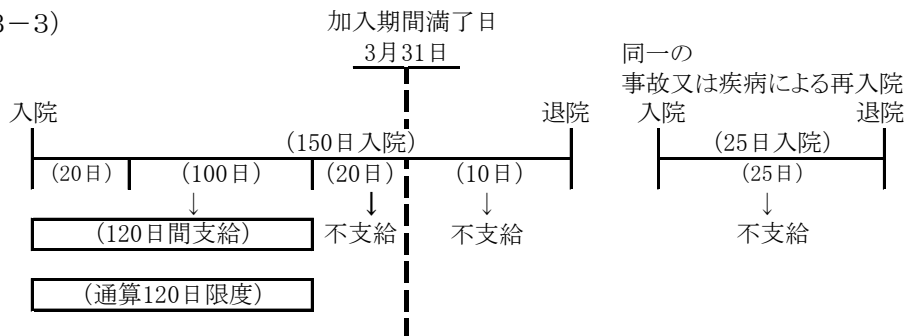 3－3）
加入期間満了日
3月31日
同一の
事故又は疾病による再入院
入院
退院
入院
退院
(150日入院)
(25日入院)
(20日)
(100日)
(20日)
(10日)
(25日)
↓
↓
↓
↓
(120日間支給)
不支給
不支給
不支給
(通算120日限度)